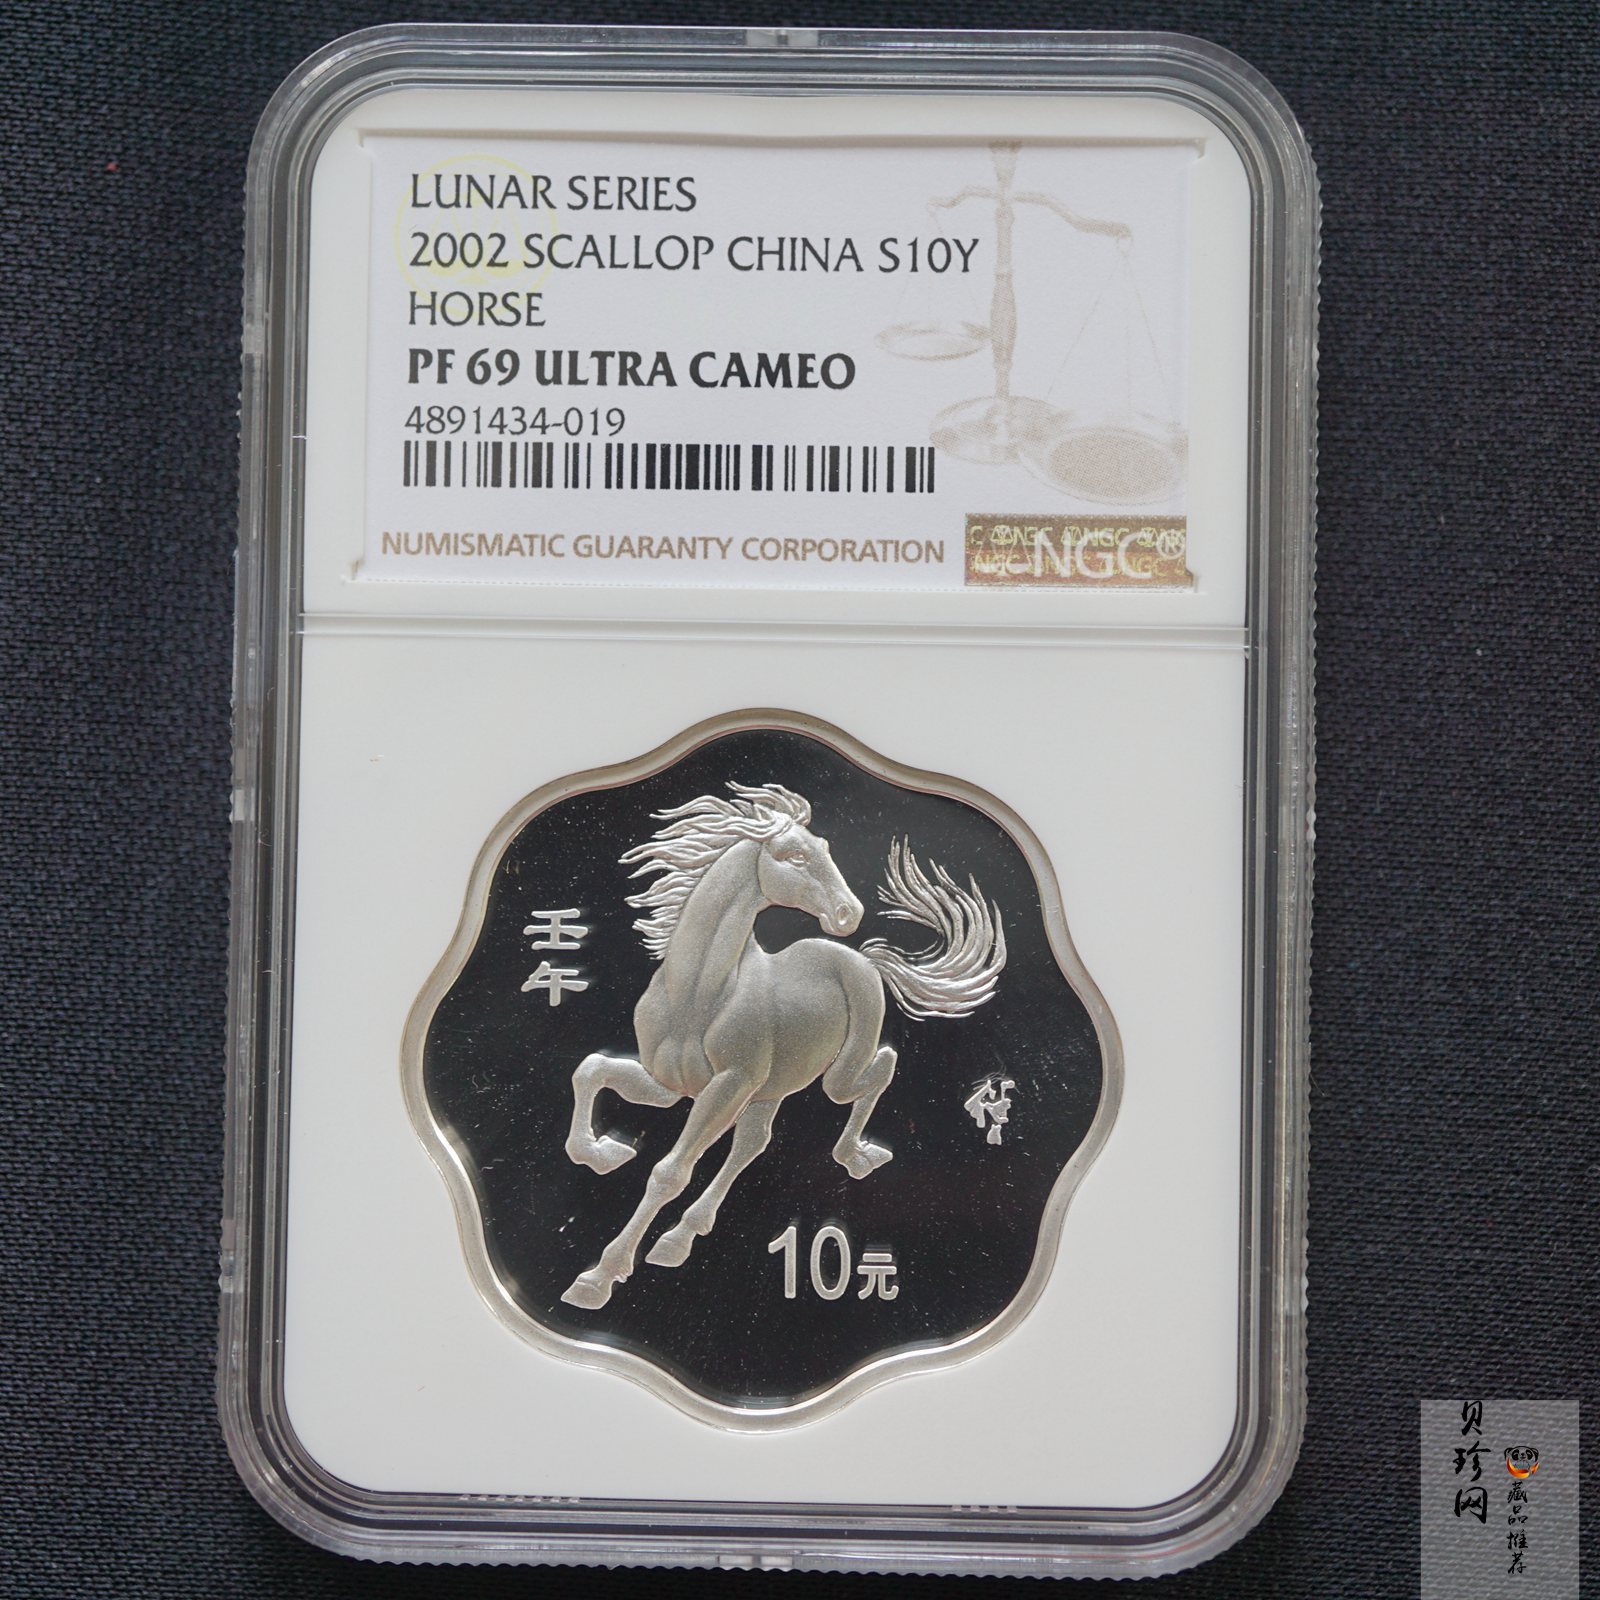 LUNAR SERIES
2002 SCALLOP CHINA S10Y
HORSE
PF 69 ULTRA CAMEO
4891434-019
NUMISMATIC GUARANTY CORPORATION
NGC®
壬午
10元
贝珍网
藏品推荐